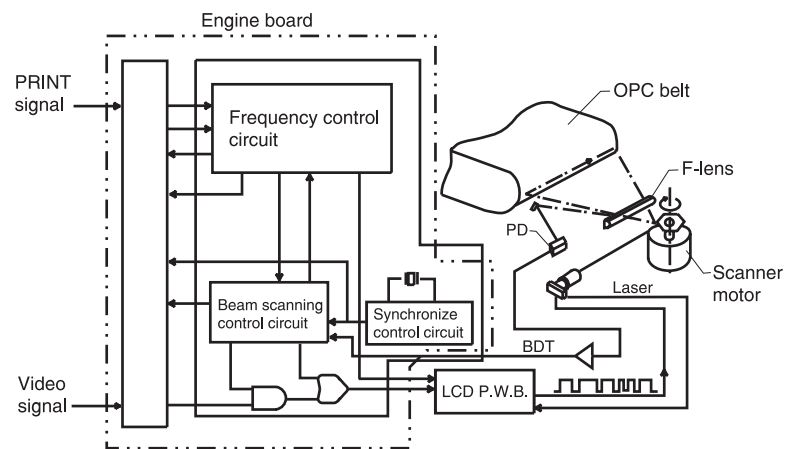 Engine board
PRINT
signal
Frequency control
circuit
OPC belt
F-lens
PD
Scanner
motor
Laser
Beam scanning
control circuit
Synchronize
control circuit
BDT
Video
signal
LCD P.W.B.